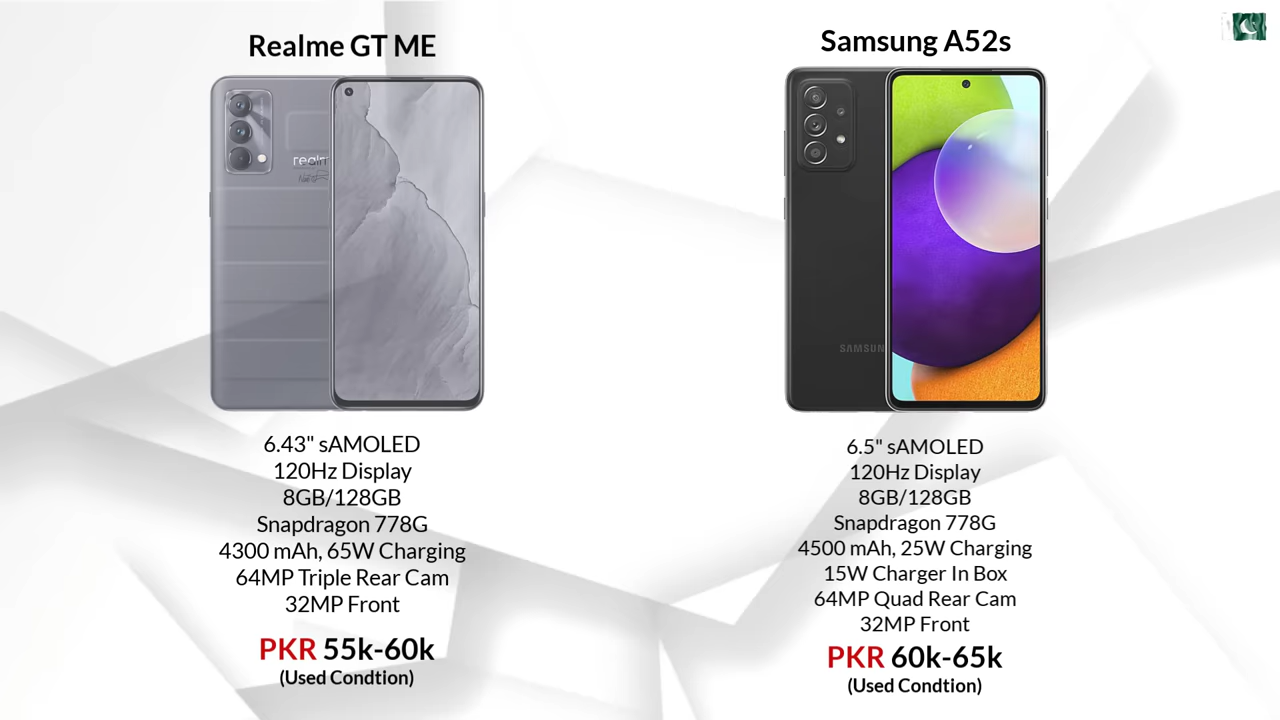 Realme GT ME
realm
6.43" sAMOLED
120Hz Display
8GB/128GB
Snapdragon 778G
4300 mAh, 65W Charging
64MP Triple Rear Cam
32MP Front
PKR 55k-60k
(Used Condtion)
Samsung A52s
SAMSUN
6.5" sAMOLED
120Hz Display
8GB/128GB
Snapdragon 778G
4500 mAh, 25W Charging
15W Charger In Box
64MP Quad Rear Cam
32MP Front
PKR 60k-65k
(Used Condtion)